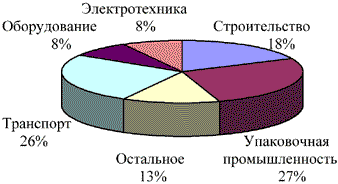 Электротехника
8%
Оборудование
8%
Строительство
18%
Транспорт
26%
Остальное
13%
Упаковочная
промышленность
27%